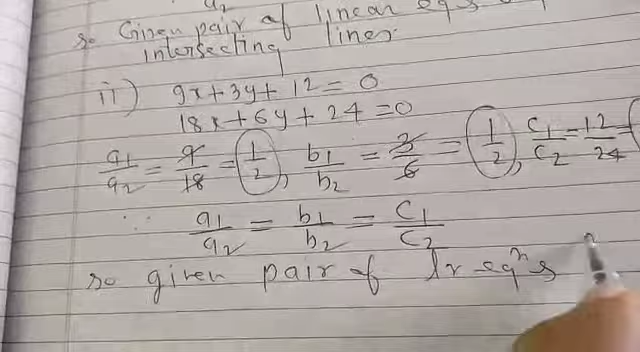 a₂
so Given pair of linear eqs
intersecting lines.
ii) 9x+3y+12=0
18x+6y+24=0
a₁/a₂ = 9/18 = 1/2, b₁/b₂ = 3/6 = 1/2, c₁/c₂ = 12/24 =
∵ a₁/a₂ = b₁/b₂ = c₁/c₂
so given pair of lr eqⁿs